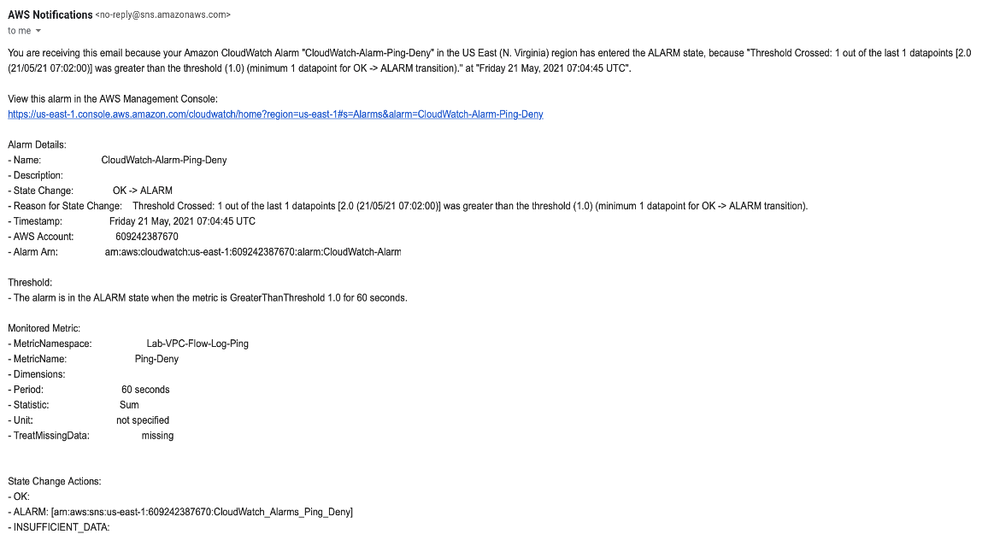 AWS Notifications <no-reply@sns.amazonaws.com>
to me
You are receiving this email because your Amazon CloudWatch Alarm "CloudWatch-Alarm-Ping-Deny" in the US East (N. Virginia) region has entered the ALARM state, because "Threshold Crossed: 1 out of the last 1 datapoints [2.0
(21/05/21 07:02:00)] was greater than the threshold (1.0) (minimum 1 datapoint for OK -> ALARM transition)." at "Friday 21 May, 2021 07:04:45 UTC".
View this alarm in the AWS Management Console:
https://us-east-1.console.aws.amazon.com/cloudwatch/home?region=us-east-1#s=Alarms&alarm=CloudWatch-Alarm-Ping-Deny
Alarm Details:
- Name: CloudWatch-Alarm-Ping-Deny
- Description:
- State Change: OK -> ALARM
- Reason for State Change: Threshold Crossed: 1 out of the last 1 datapoints [2.0 (21/05/21 07:02:00)] was greater than the threshold (1.0) (minimum 1 datapoint for OK -> ALARM transition).
- Timestamp: Friday 21 May, 2021 07:04:45 UTC
- AWS Account: 609242387670
- Alarm Arn: arn:aws:cloudwatch:us-east-1:609242387670:alarm:CloudWatch-Alarm
Threshold:
- The alarm is in the ALARM state when the metric is GreaterThanThreshold 1.0 for 60 seconds.
Monitored Metric:
- MetricNamespace: Lab-VPC-Flow-Log-Ping
- MetricName: Ping-Deny
- Dimensions:
- Period: 60 seconds
- Statistic: Sum
- Unit: not specified
- TreatMissingData: missing
State Change Actions:
- OK:
- ALARM: [arn:aws:sns:us-east-1:609242387670:CloudWatch_Alarms_Ping_Deny]
- INSUFFICIENT_DATA: